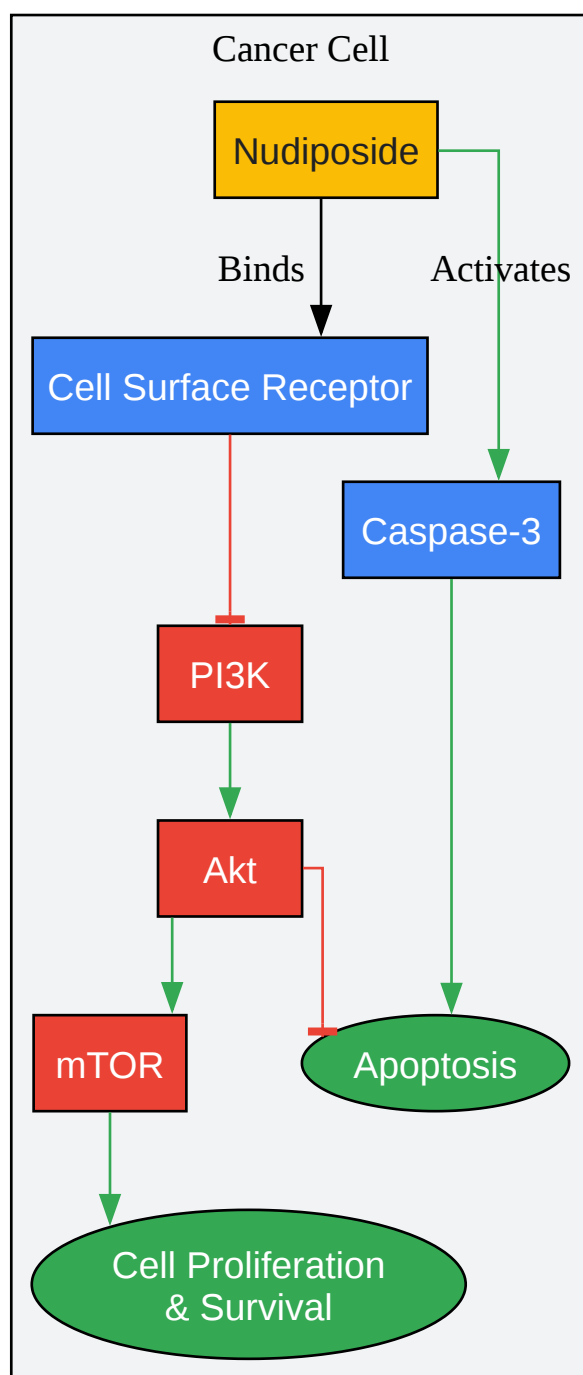 Cancer Cell
Nudiposide
Binds
Activates
Cell Surface Receptor
Caspase-3
PI3K
Akt
mTOR
Apoptosis
Cell Proliferation
& Survival